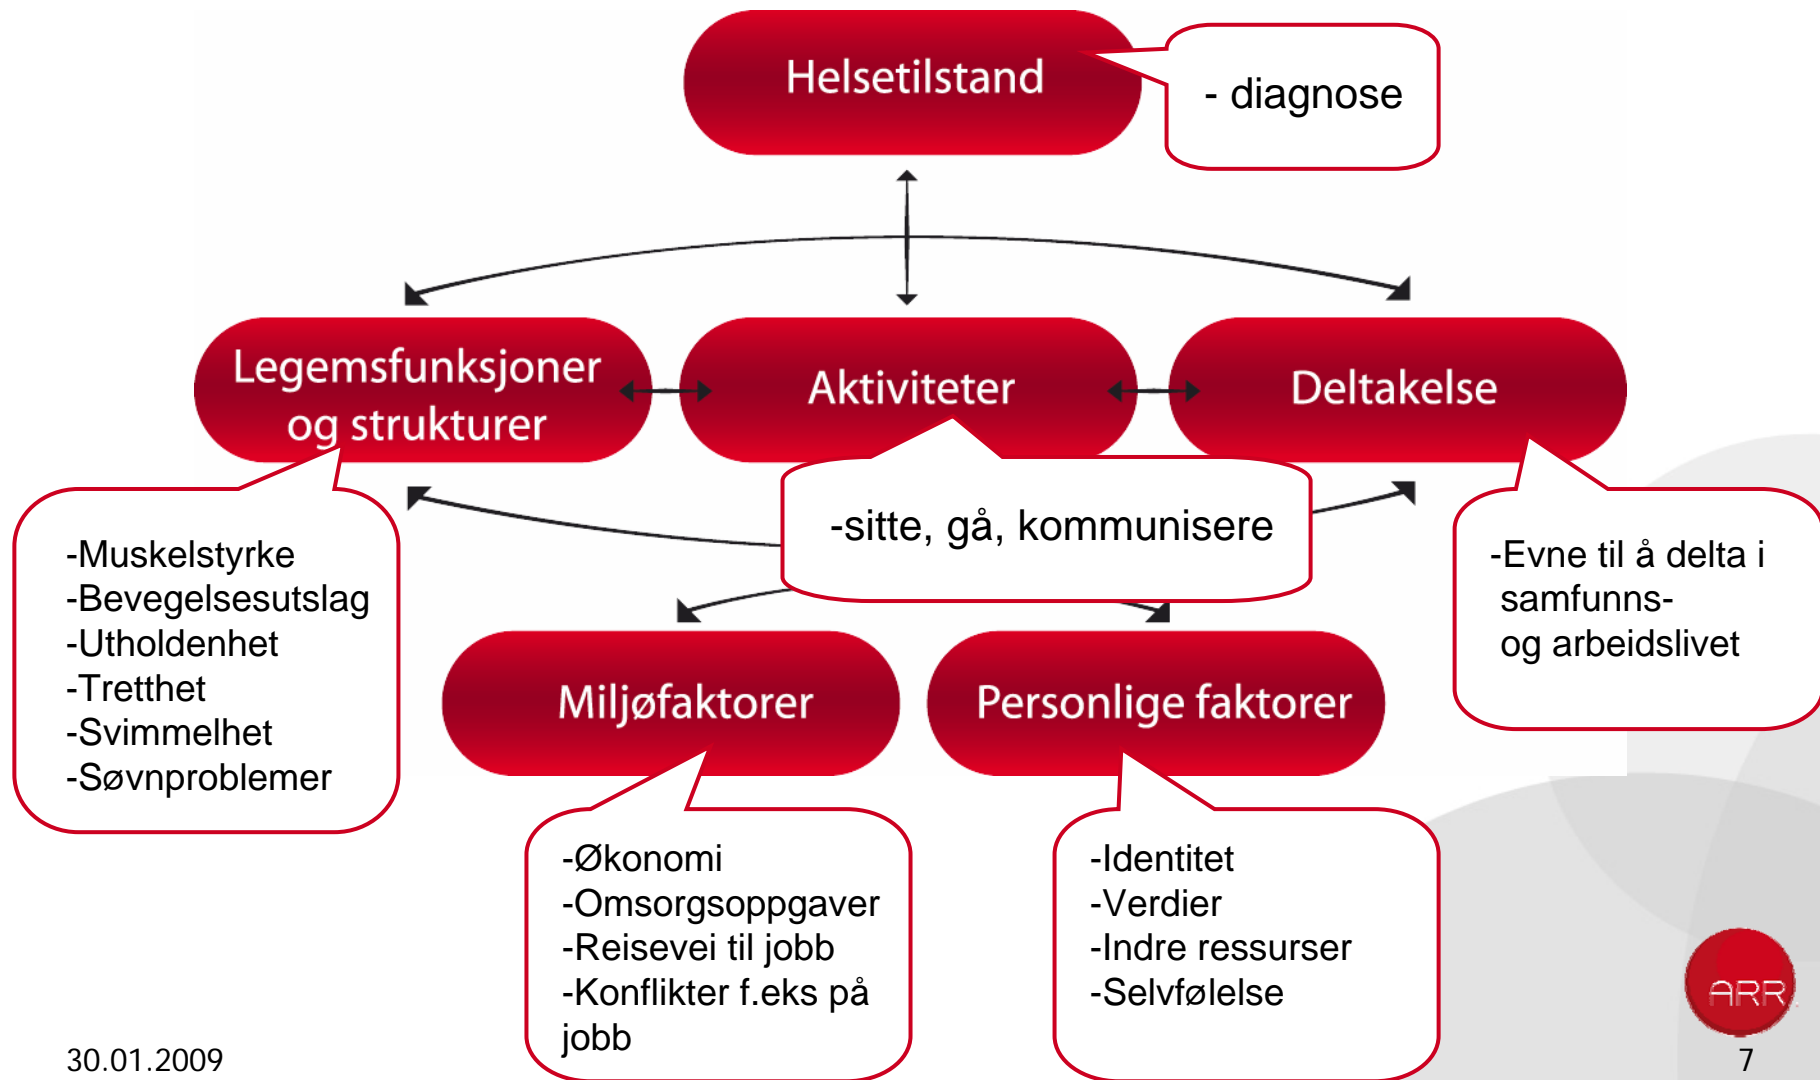 Helsetilstand
- diagnose
Legemsfunksjoner
og strukturer
Aktiviteter
Deltakelse
-Muskelstyrke
-Bevegelsesutslag
-Utholdenhet
-Tretthet
-Svimmelhet
-Søvnproblemer
-sitte, gå, kommunisere
-Evne til å delta i
samfunns-
og arbeidslivet
Miljøfaktorer
Personlige faktorer
-Økonomi
-Omsorgsoppgaver
-Reisevei til jobb
-Konflikter f.eks på
jobb
-Identitet
-Verdier
-Indre ressurser
-Selvfølelse
ARR
30.01.2009
7